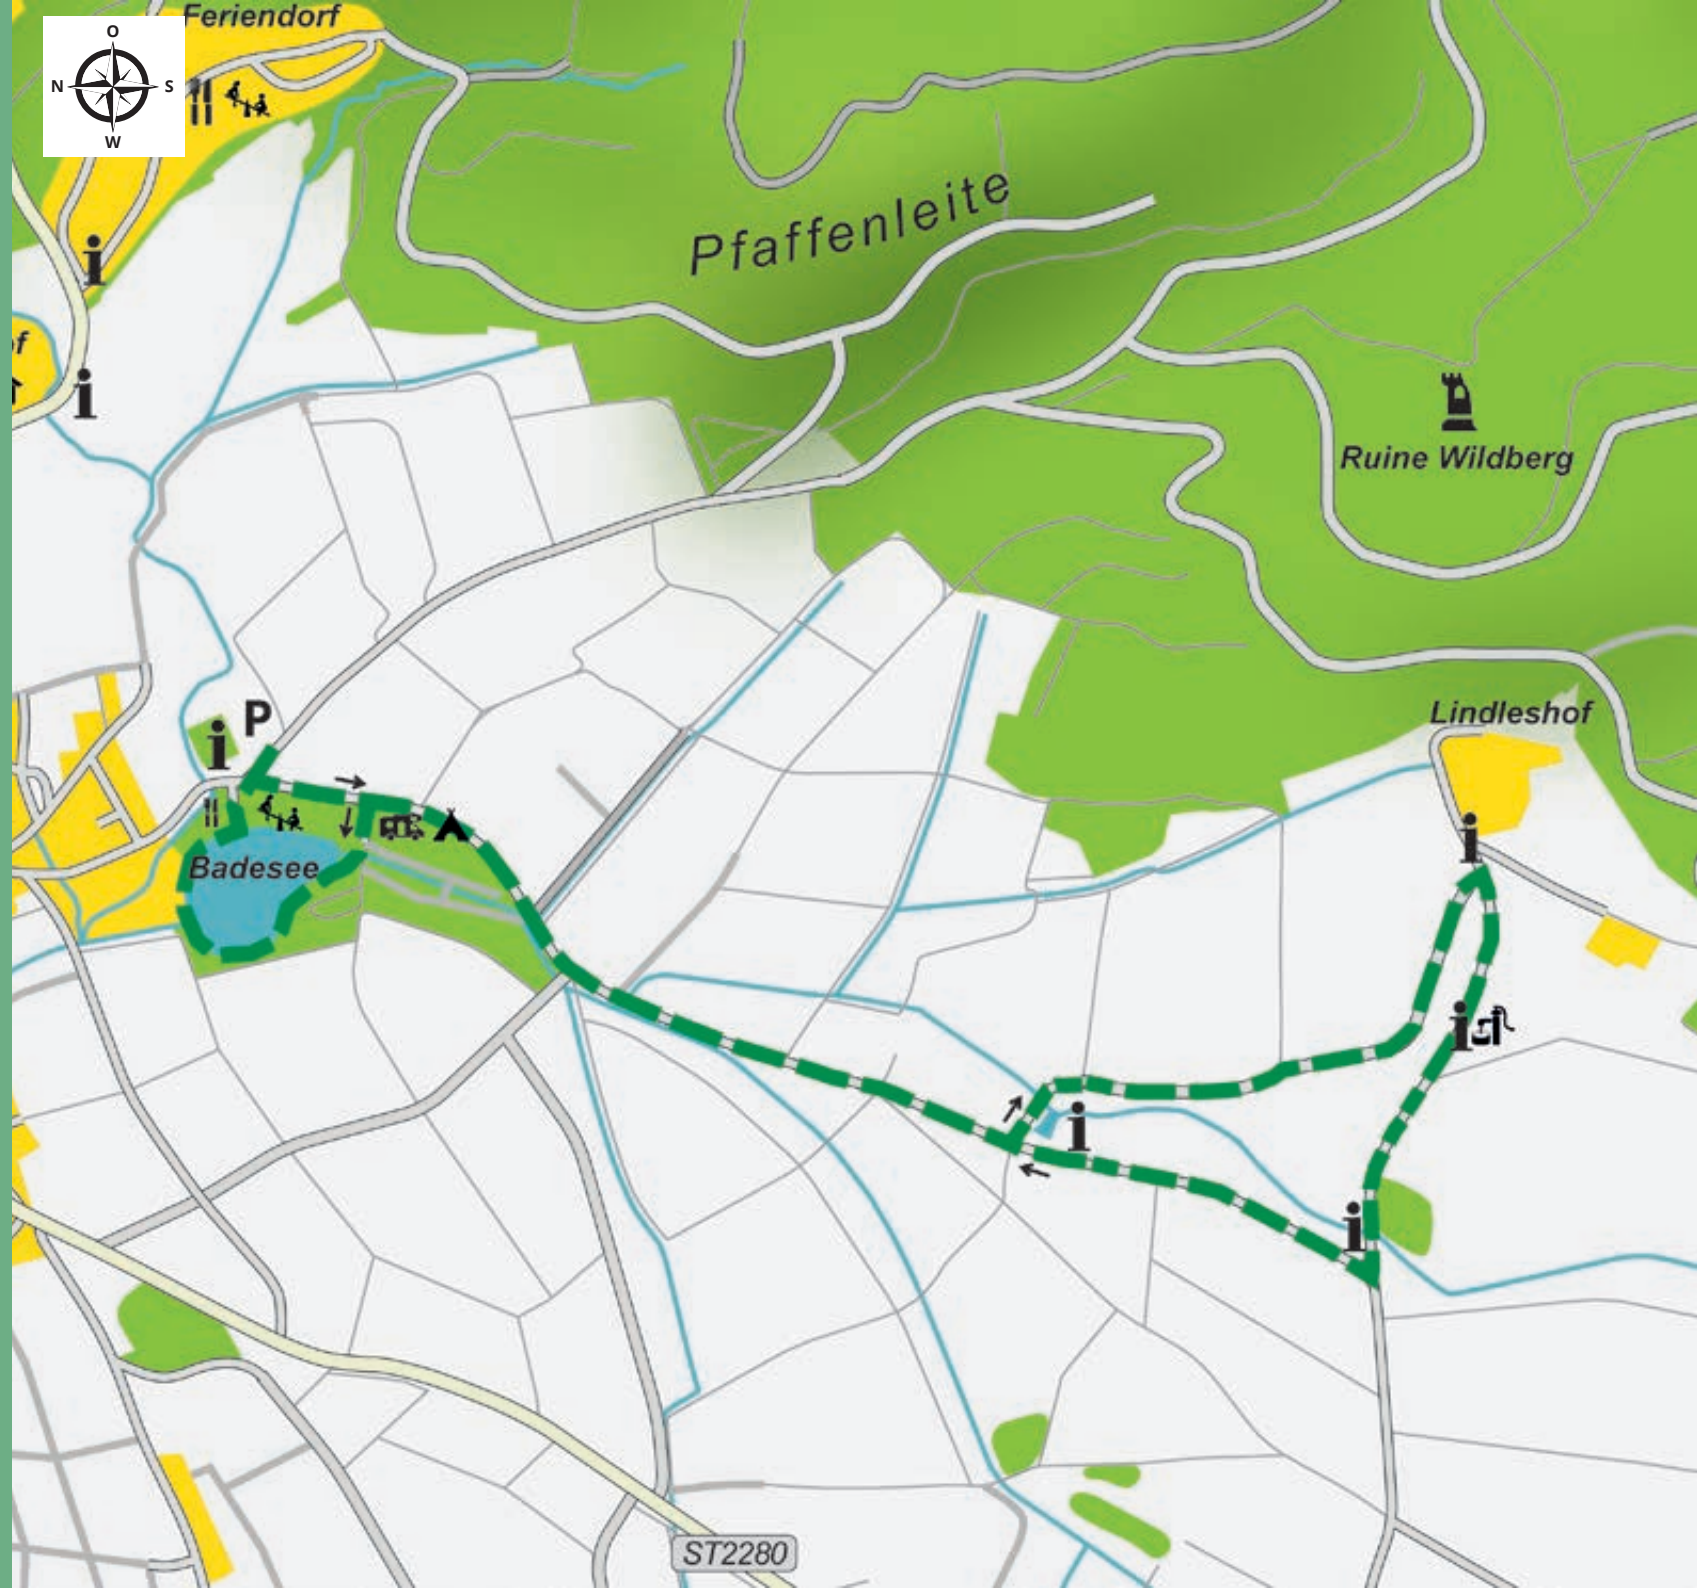 Feriendorf
O
N S
W
i
Pfaffenleite
f
i
Ruine Wildberg
P
Lindleshof
i
i
Badesee
i
i
i
ST2280